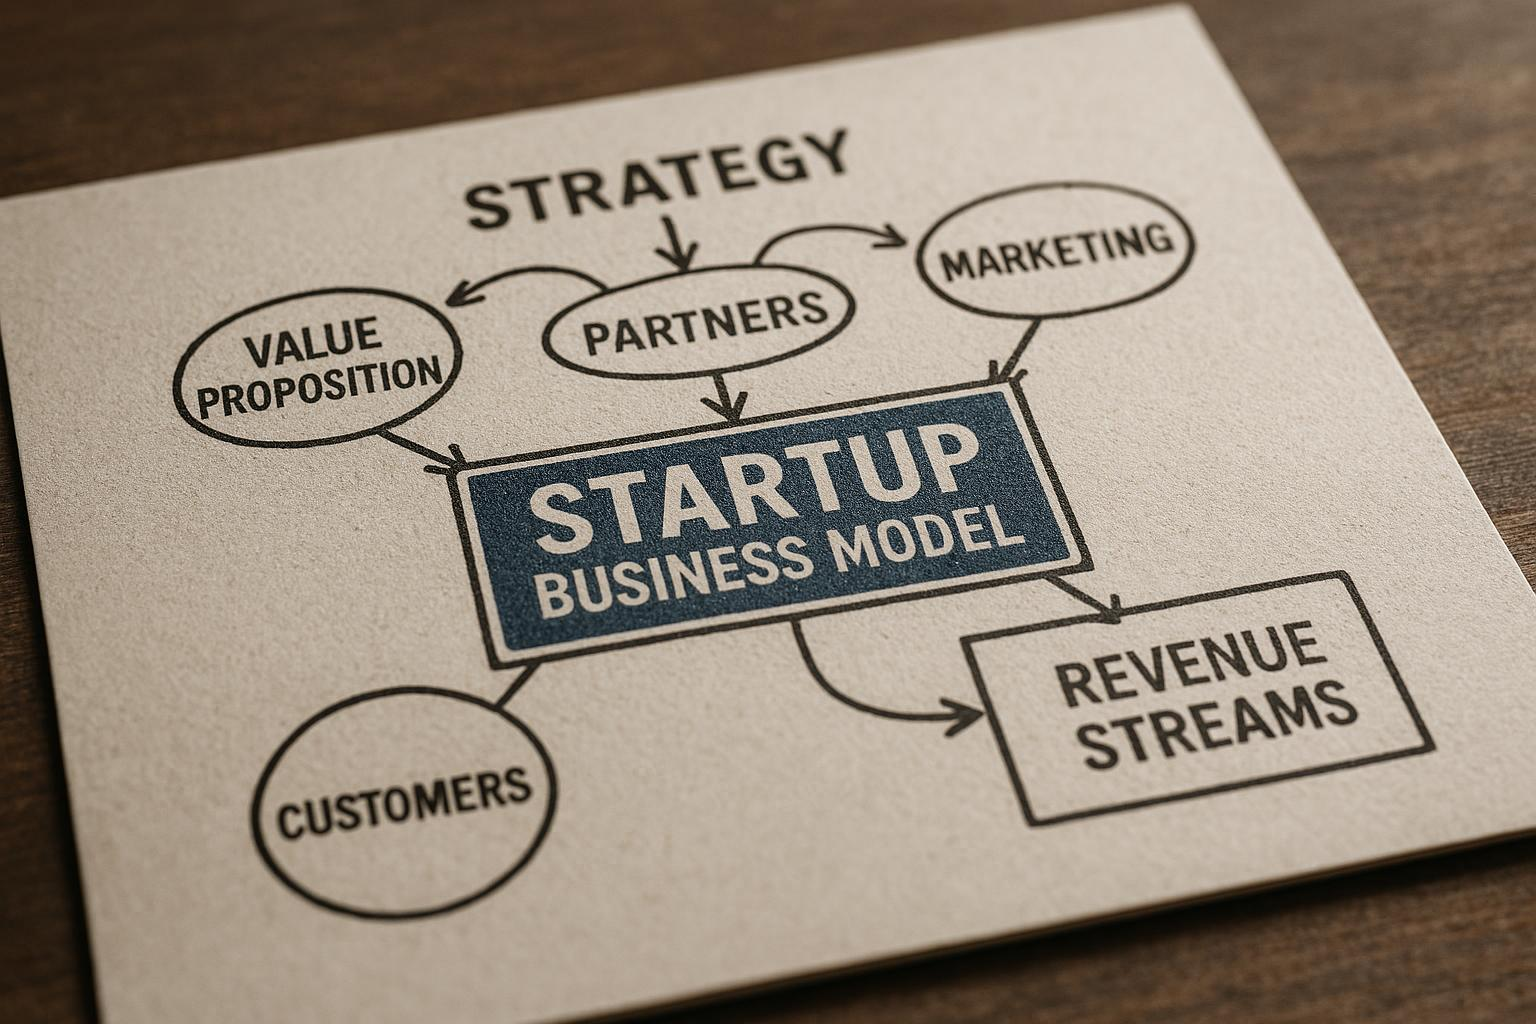 STRATEGY
MARKETING
VALUE
PROPOSITION
PARTNERS
STARTUP
BUSINESS MODEL
REVENUE
STREAMS
CUSTOMERS